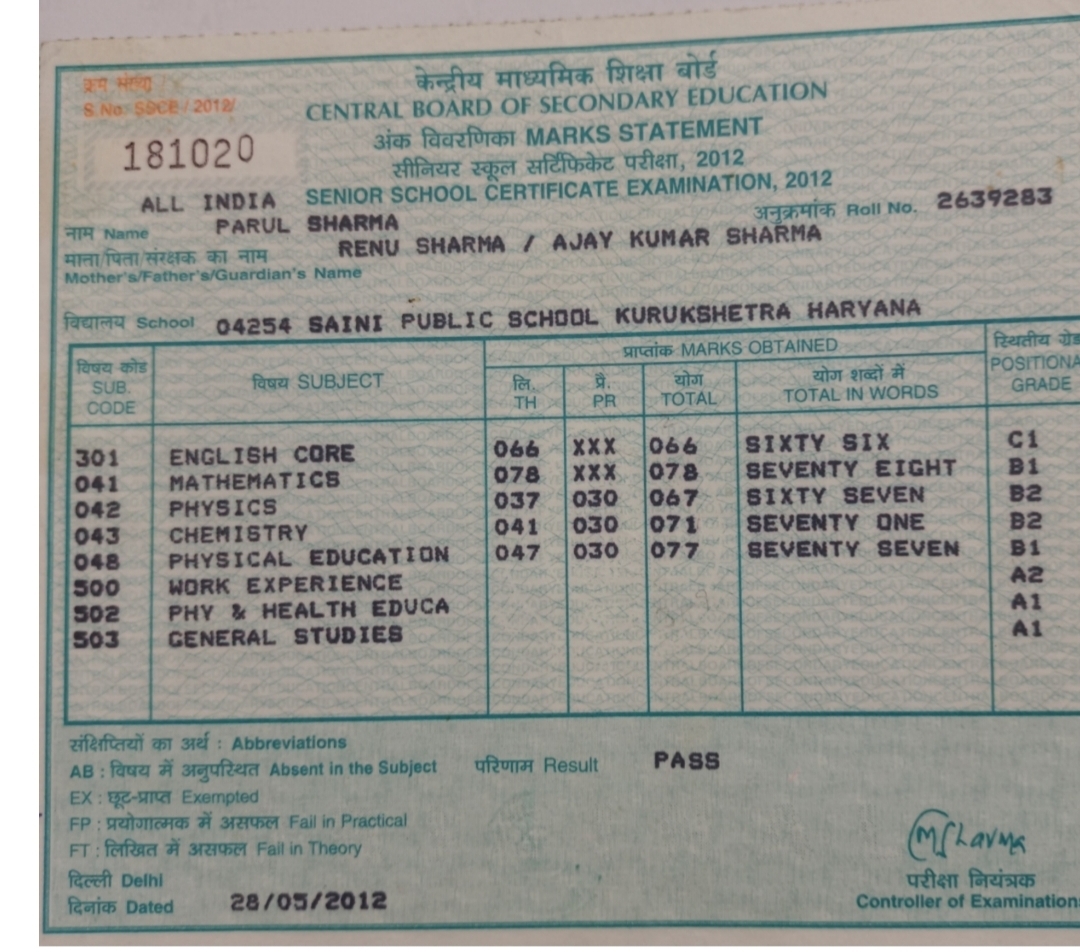 क्रम संख्या
S.No. SSCE / 2012/
181020
केन्द्रीय माध्यमिक शिक्षा बोर्ड
CENTRAL BOARD OF SECONDARY EDUCATION
अंक विवरणिका MARKS STATEMENT
सीनियर स्कूल सर्टिफिकेट परीक्षा, 2012
ALL INDIA SENIOR SCHOOL CERTIFICATE EXAMINATION, 2012
अनुक्रमांक Roll No. 2639283
नाम Name PARUL SHARMA
माता/पिता/संरक्षक का नाम RENU SHARMA / AJAY KUMAR SHARMA
Mother's/Father's/Guardian's Name
विद्यालय School 04254 SAINI PUBLIC SCHOOL KURUKSHETRA HARYANA
विषय कोड SUB. CODE विषय SUBJECT प्राप्तांक MARKS OBTAINED स्थितीय ग्रेड POSITIONA GRADE
लि. TH प्रै. PR योग TOTAL योग शब्दों में TOTAL IN WORDS
301 ENGLISH CORE 066 XXX 066 SIXTY SIX C1
041 MATHEMATICS 078 XXX 078 SEVENTY EIGHT B1
042 PHYSICS 037 030 067 SIXTY SEVEN B2
043 CHEMISTRY 041 030 071 SEVENTY ONE B2
048 PHYSICAL EDUCATION 047 030 077 SEVENTY SEVEN B1
500 WORK EXPERIENCE A2
502 PHY & HEALTH EDUCA A1
503 GENERAL STUDIES A1
संक्षिप्तियों का अर्थ : Abbreviations
AB : विषय में अनुपस्थित Absent in the Subject परिणाम Result PASS
EX : छूट-प्राप्त Exempted
FP : प्रयोगात्मक में असफल Fail in Practical
FT : लिखित में असफल Fail in Theory
MSharma
दिल्ली Delhi परीक्षा नियंत्रक
दिनांक Dated 28/05/2012 Controller of Examination